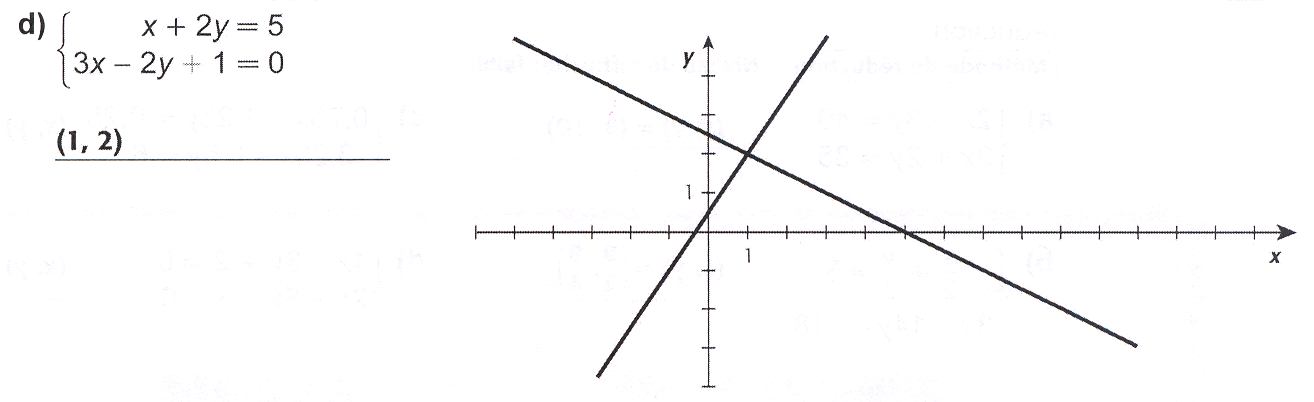 d) { x + 2y = 5
3x – 2y + 1 = 0
(1, 2)
y
1
1
x